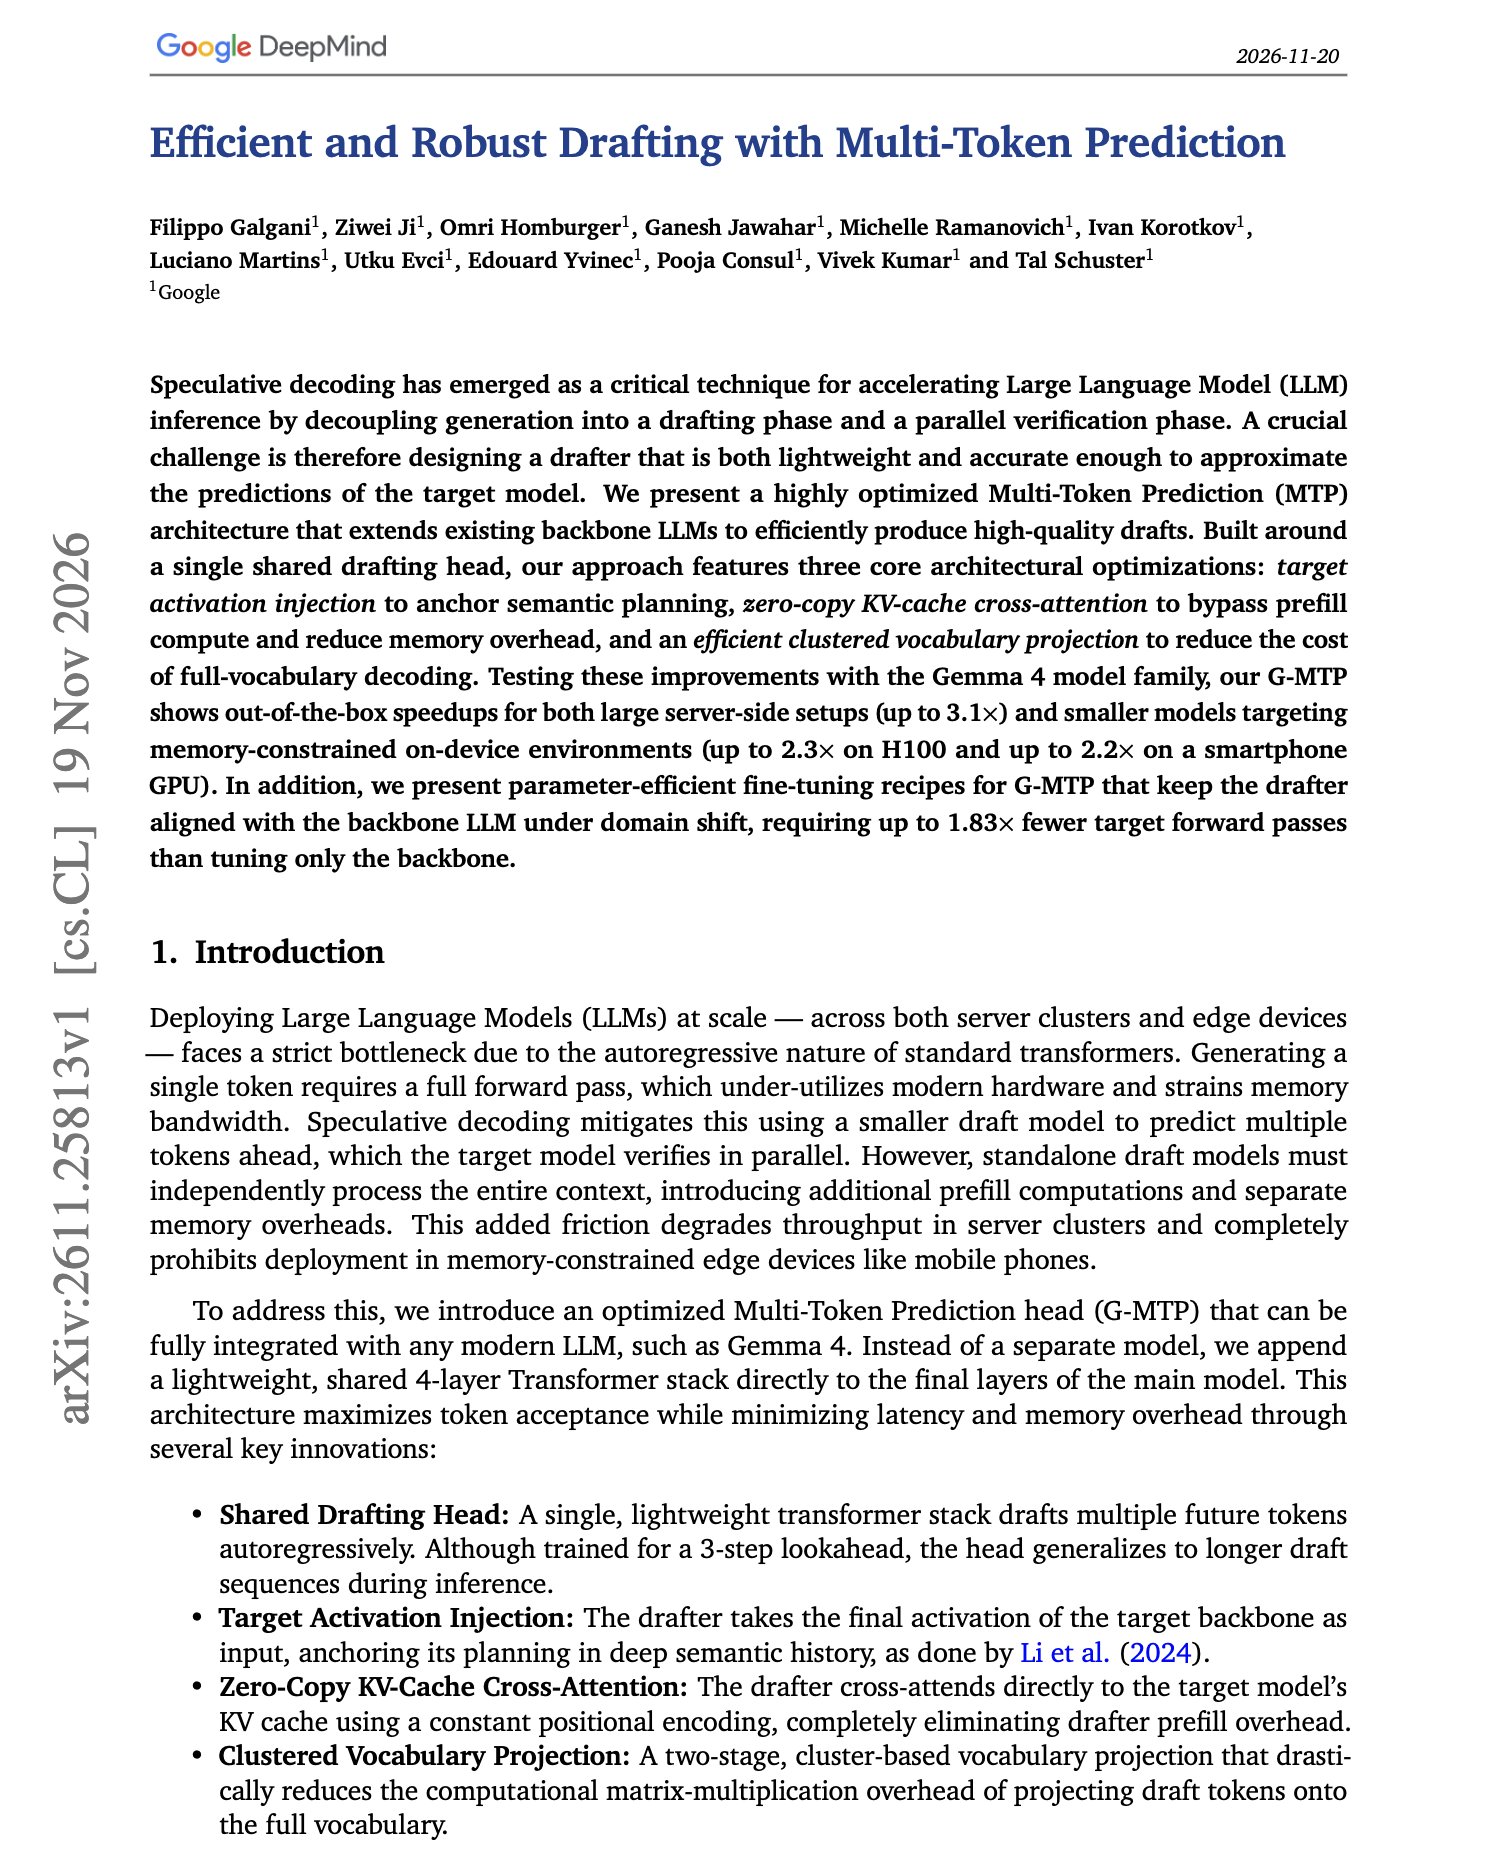 Google DeepMind
2026-11-20
Efficient and Robust Drafting with Multi-Token Prediction
Filippo Galgani¹, Ziwei Ji¹, Omri Homburger¹, Ganesh Jawahar¹, Michelle Ramanovich¹, Ivan Korotkov¹,
Luciano Martins¹, Utku Evci¹, Edouard Yvinec¹, Pooja Consul¹, Vivek Kumar¹ and Tal Schuster¹
¹Google
Speculative decoding has emerged as a critical technique for accelerating Large Language Model (LLM)
inference by decoupling generation into a drafting phase and a parallel verification phase. A crucial
challenge is therefore designing a drafter that is both lightweight and accurate enough to approximate
the predictions of the target model. We present a highly optimized Multi-Token Prediction (MTP)
architecture that extends existing backbone LLMs to efficiently produce high-quality drafts. Built around
a single shared drafting head, our approach features three core architectural optimizations: target
activation injection to anchor semantic planning, zero-copy KV-cache cross-attention to bypass prefill
compute and reduce memory overhead, and an efficient clustered vocabulary projection to reduce the cost
of full-vocabulary decoding. Testing these improvements with the Gemma 4 model family, our G-MTP
shows out-of-the-box speedups for both large server-side setups (up to 3.1×) and smaller models targeting
memory-constrained on-device environments (up to 2.3× on H100 and up to 2.2× on a smartphone
GPU). In addition, we present parameter-efficient fine-tuning recipes for G-MTP that keep the drafter
aligned with the backbone LLM under domain shift, requiring up to 1.83× fewer target forward passes
than tuning only the backbone.
arXiv:2611.25813v1 [cs.CL] 19 Nov 2026
1. Introduction
Deploying Large Language Models (LLMs) at scale — across both server clusters and edge devices
— faces a strict bottleneck due to the autoregressive nature of standard transformers. Generating a
single token requires a full forward pass, which under-utilizes modern hardware and strains memory
bandwidth. Speculative decoding mitigates this using a smaller draft model to predict multiple
tokens ahead, which the target model verifies in parallel. However, standalone draft models must
independently process the entire context, introducing additional prefill computations and separate
memory overheads. This added friction degrades throughput in server clusters and completely
prohibits deployment in memory-constrained edge devices like mobile phones.
To address this, we introduce an optimized Multi-Token Prediction head (G-MTP) that can be
fully integrated with any modern LLM, such as Gemma 4. Instead of a separate model, we append
a lightweight, shared 4-layer Transformer stack directly to the final layers of the main model. This
architecture maximizes token acceptance while minimizing latency and memory overhead through
several key innovations:
• Shared Drafting Head: A single, lightweight transformer stack drafts multiple future tokens
autoregressively. Although trained for a 3-step lookahead, the head generalizes to longer draft
sequences during inference.
• Target Activation Injection: The drafter takes the final activation of the target backbone as
input, anchoring its planning in deep semantic history, as done by Li et al. (2024).
• Zero-Copy KV-Cache Cross-Attention: The drafter cross-attends directly to the target model’s
KV cache using a constant positional encoding, completely eliminating drafter prefill overhead.
• Clustered Vocabulary Projection: A two-stage, cluster-based vocabulary projection that drasti-
cally reduces the computational matrix-multiplication overhead of projecting draft tokens onto
the full vocabulary.